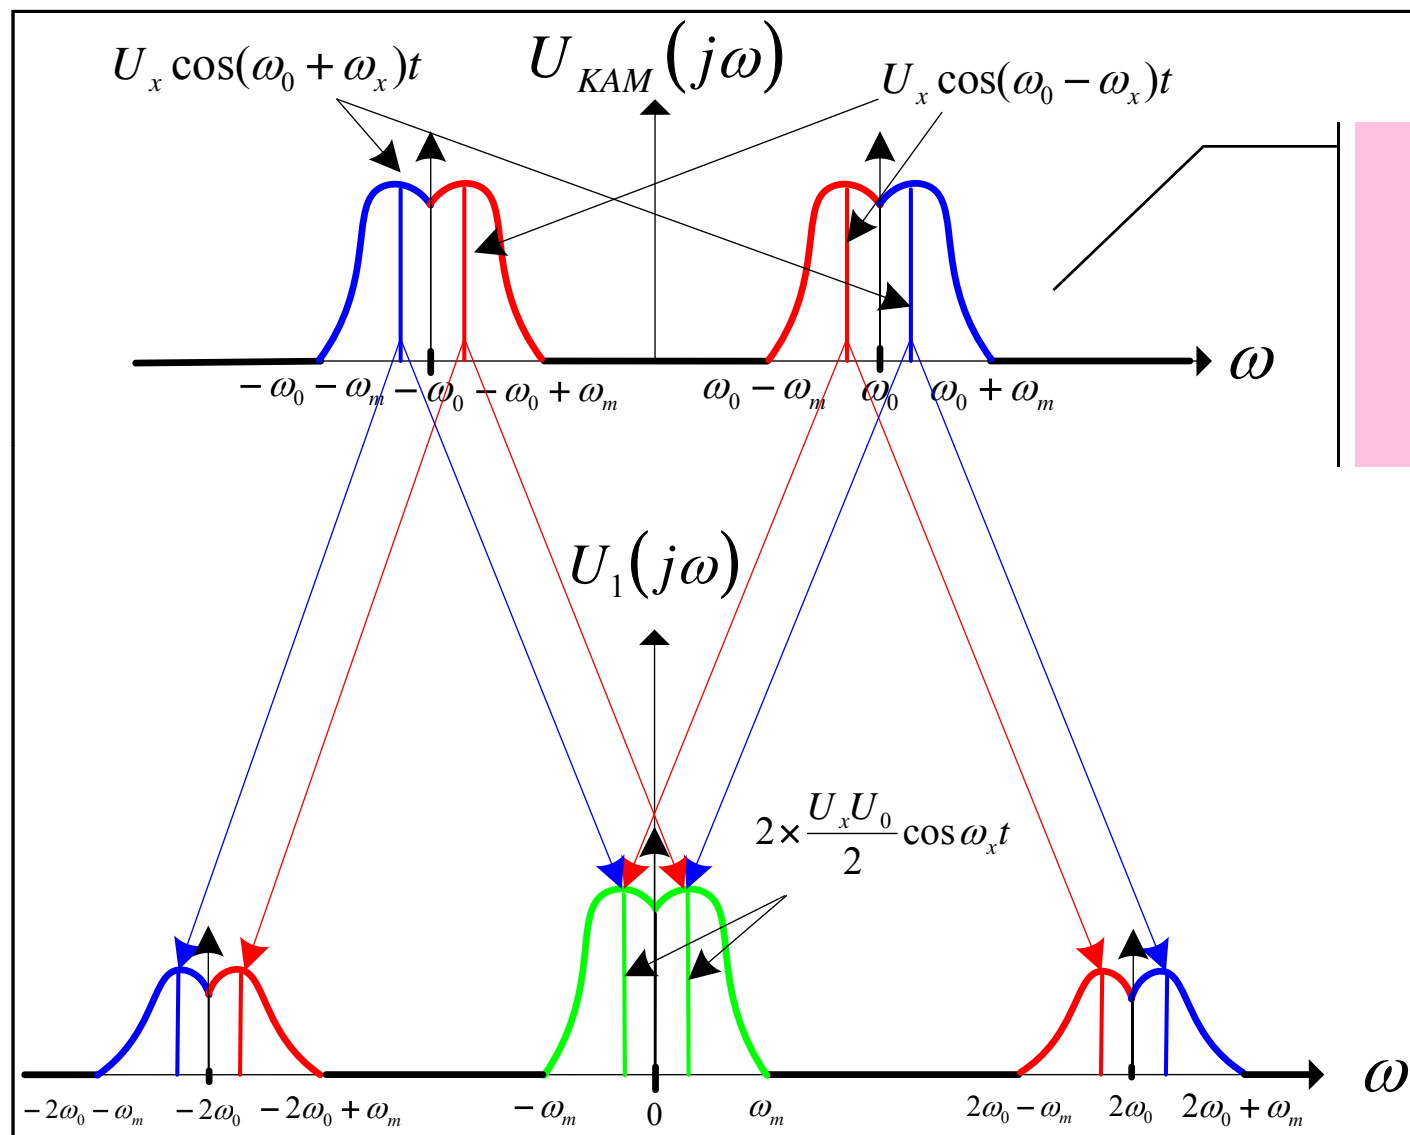 U_x cos(ω_0 + ω_x)t
U_KAM (jω)
U_x cos(ω_0 − ω_x)t
ω
− ω_0 − ω_m
− ω_0
− ω_0 + ω_m
ω_0 − ω_m
ω_0
ω_0 + ω_m
U_1(jω)
2 × U_x U_0 / 2 cos ω_x t
ω
− 2ω_0 − ω_m
− 2ω_0
− 2ω_0 + ω_m
− ω_m
0
ω_m
2ω_0 − ω_m
2ω_0
2ω_0 + ω_m